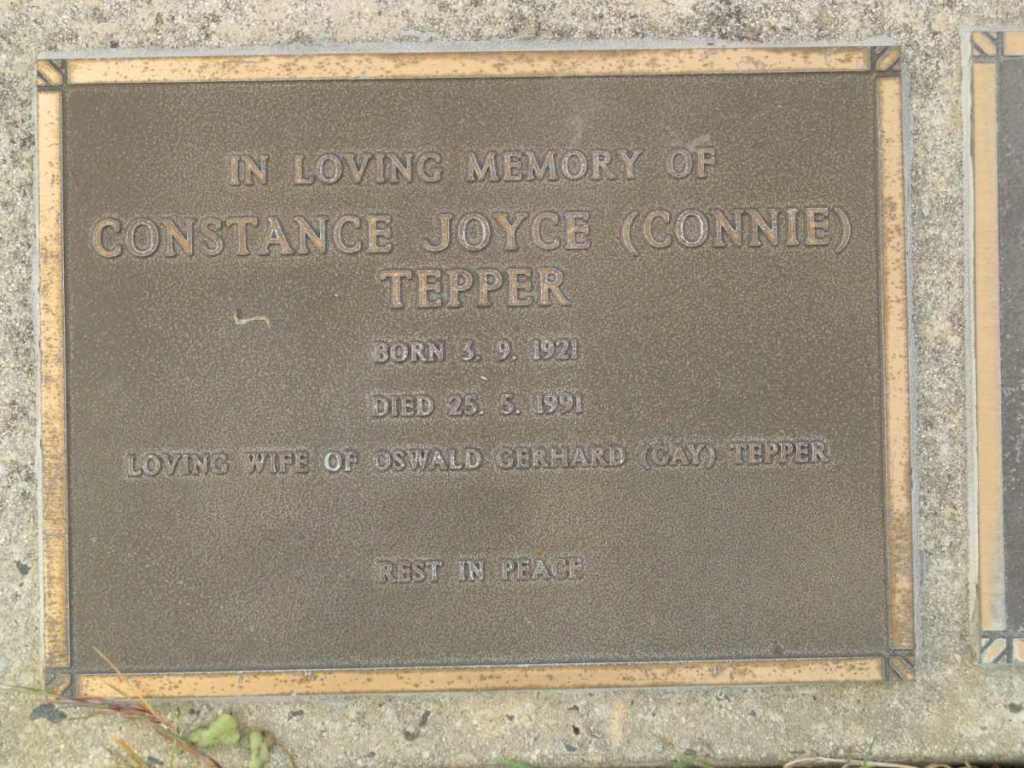 IN LOVING MEMORY OF
CONSTANCE JOYCE (CONNIE)
TEPPER
BORN 3. 9. 1921
DIED 25. 5. 1991
LOVING WIFE OF OSWALD GERHARD (GAY) TEPPER
REST IN PEACE